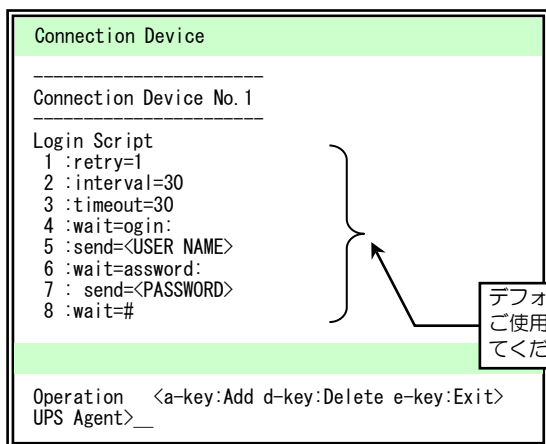 Connection Device
-----------------------
Connection Device No.1
-----------------------
Login Script
1 :retry=1
2 :interval=30
3 :timeout=30
4 :wait=ogin:
5 :send=<USER NAME>
6 :wait=assword:
7 : send=<PASSWORD>
8 :wait=#
デフォ
ご使用
てくだ
Operation <a-key:Add d-key:Delete e-key:Exit>
UPS Agent>__